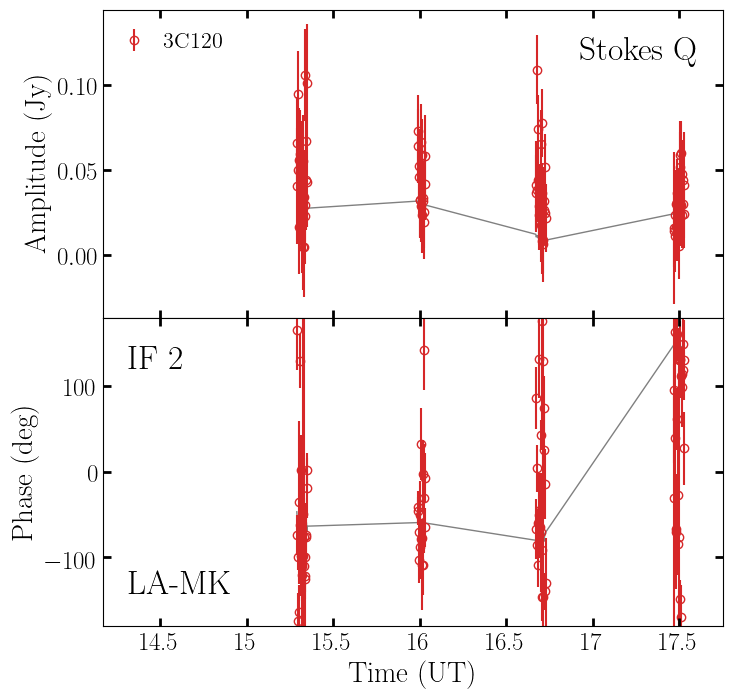 3C120
Stokes Q
Amplitude (Jy)
0.10
0.05
0.00
IF 2
LA-MK
Phase (deg)
100
0
−100
14.5 15 15.5 16 16.5 17 17.5
Time (UT)